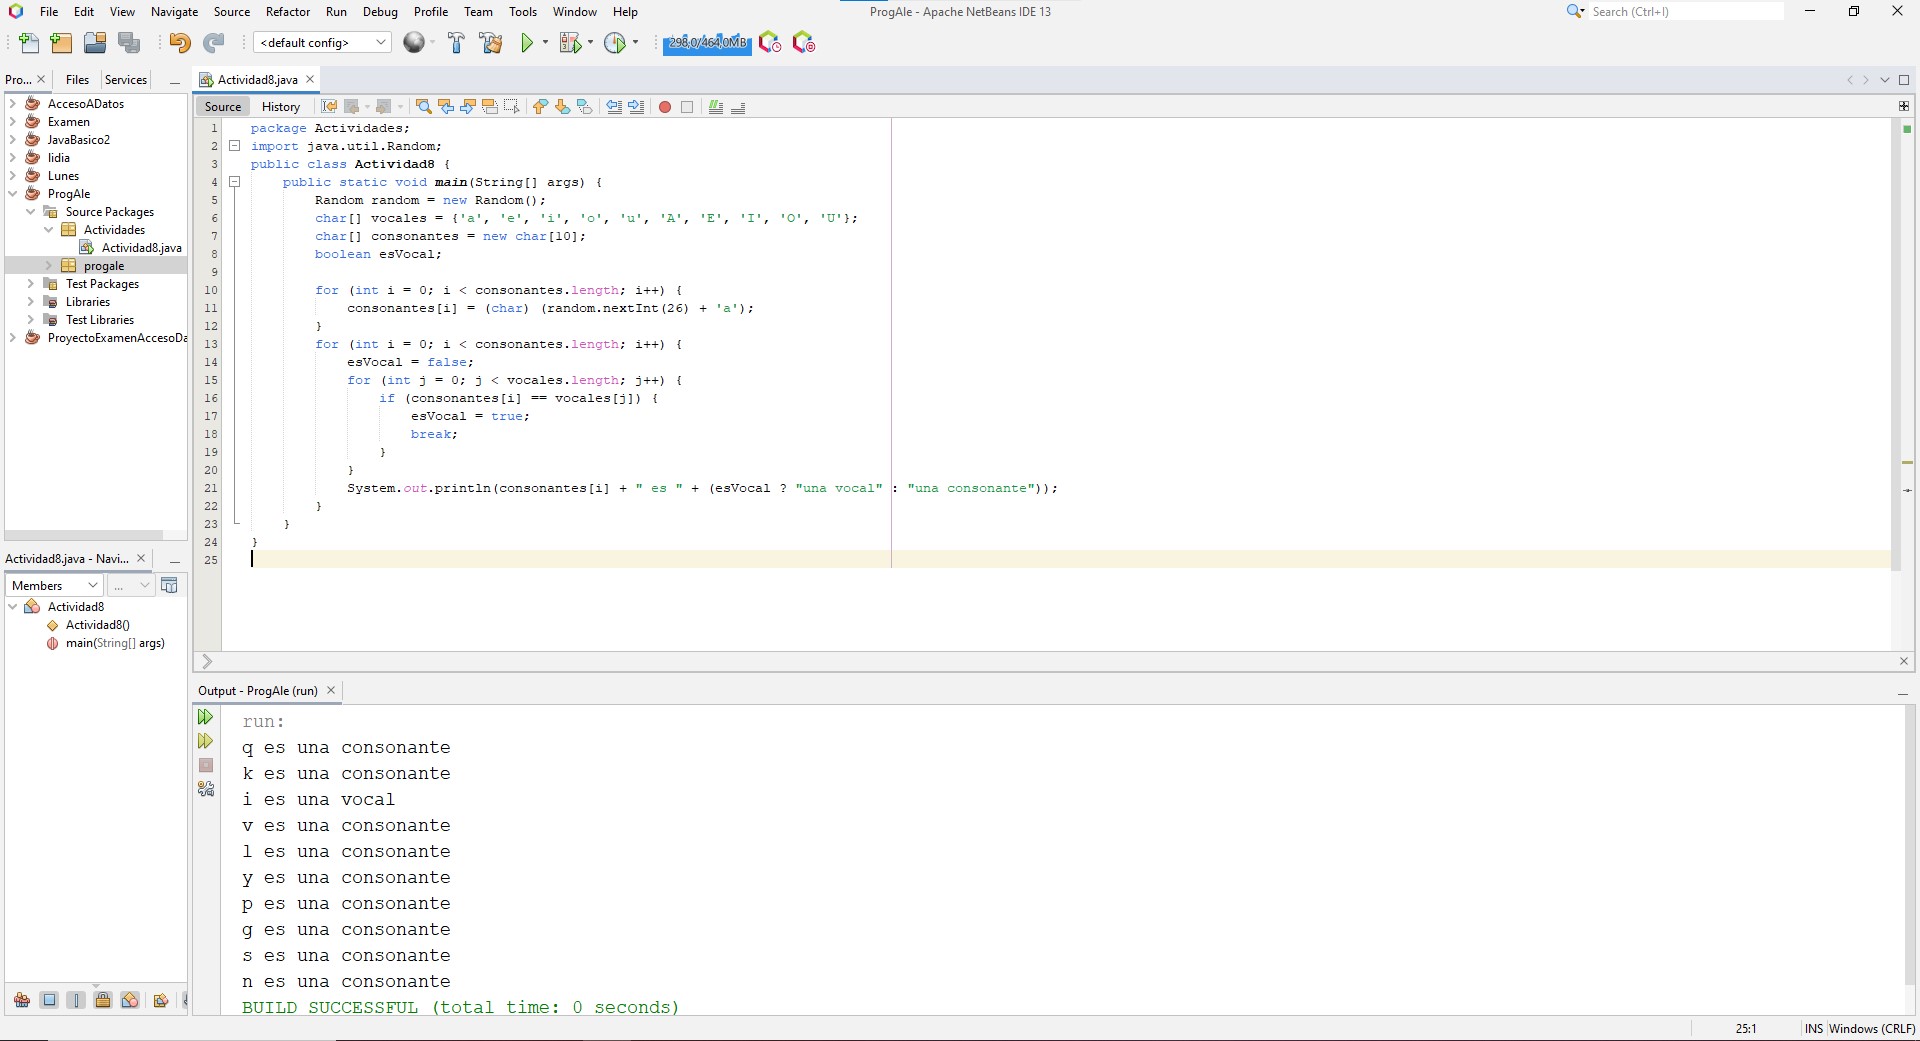 File Edit View Navigate Source Refactor Run Debug Profile Team Tools Window Help
ProgAle - Apache NetBeans IDE 13
Search (Ctrl+I)
<default config>
298,0/464,0MB
Pro... Files Services
Actividad8.java
AccesoADatos
Examen
JavaBasico2
lidia
Lunes
ProgAle
Source Packages
Actividades
Actividad8.java
progale
Test Packages
Libraries
Test Libraries
ProyectoExamenAccesoDa
Source History
1 package Actividades;
2 import java.util.Random;
3 public class Actividad8 {
4 public static void main(String[] args) {
5 Random random = new Random();
6 char[] vocales = {'a', 'e', 'i', 'o', 'u', 'A', 'E', 'I', 'O', 'U'};
7 char[] consonantes = new char[10];
8 boolean esVocal;
9
10 for (int i = 0; i < consonantes.length; i++) {
11 consonantes[i] = (char) (random.nextInt(26) + 'a');
12 }
13 for (int i = 0; i < consonantes.length; i++) {
14 esVocal = false;
15 for (int j = 0; j < vocales.length; j++) {
16 if (consonantes[i] == vocales[j]) {
17 esVocal = true;
18 break;
19 }
20 }
21 System.out.println(consonantes[i] + " es " + (esVocal ? "una vocal" : "una consonante"));
22 }
23 }
24 }
25
Actividad8.java - Navi...
Members ...
Actividad8
Actividad8()
main(String[] args)
Output - ProgAle (run)
run:
q es una consonante
k es una consonante
i es una vocal
v es una consonante
l es una consonante
y es una consonante
p es una consonante
g es una consonante
s es una consonante
n es una consonante
BUILD SUCCESSFUL (total time: 0 seconds)
25:1 INS Windows (CRLF)